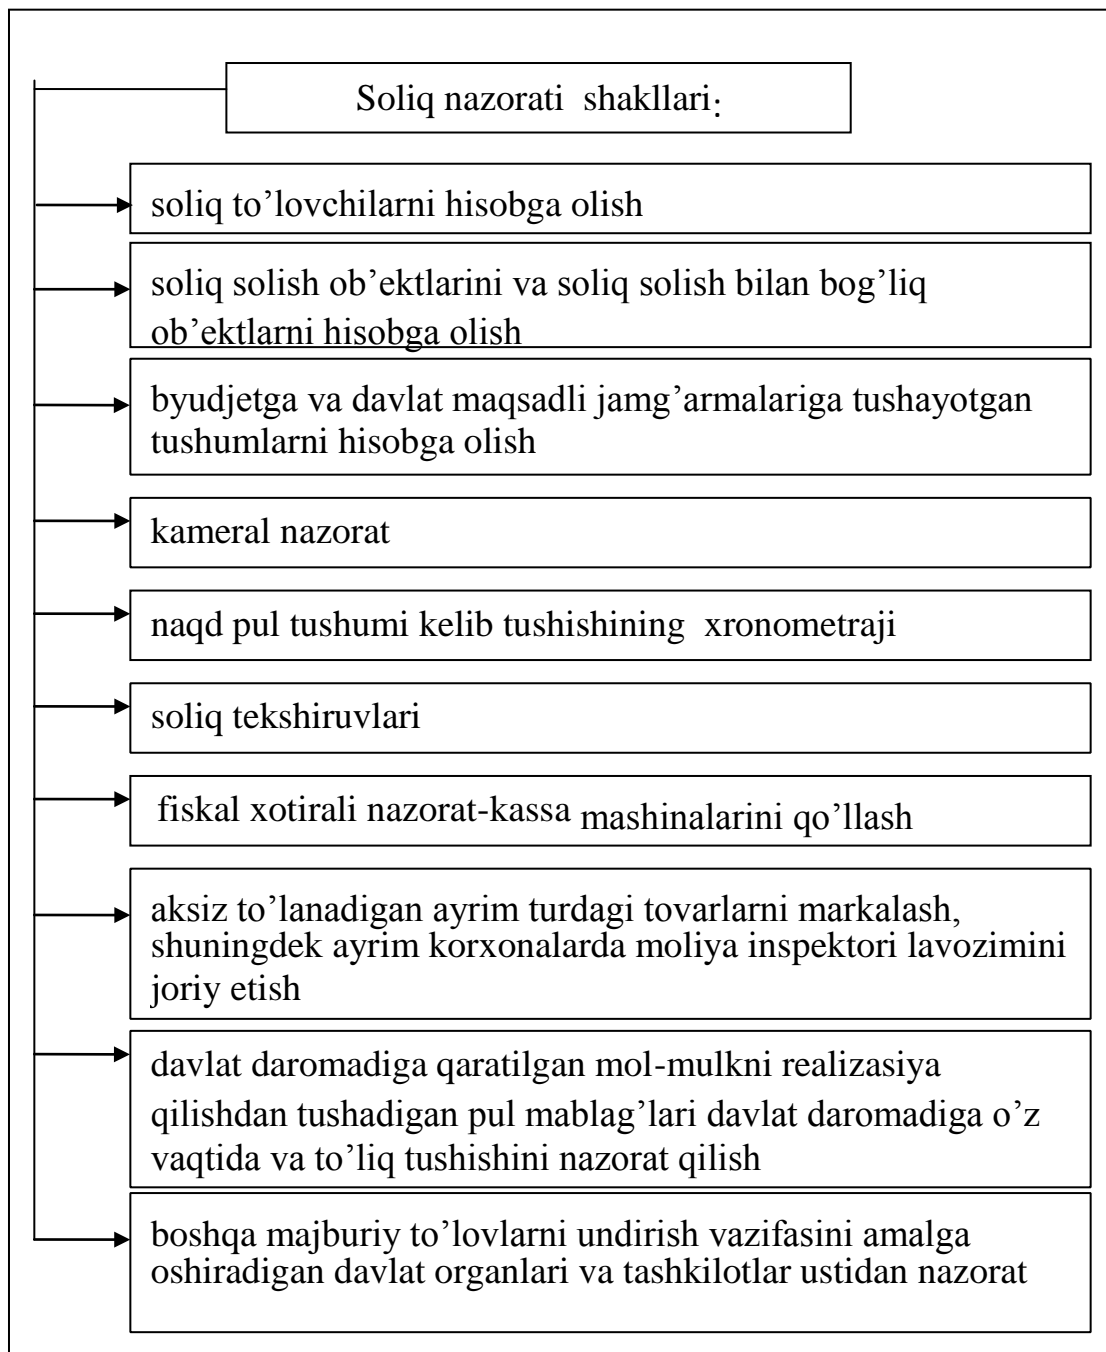 Soliq nazorati shakllari:
soliq to’lovchilarni hisobga olish
soliq solish ob’ektlarini va soliq solish bilan bog’liq
ob’ektlarni hisobga olish
byudjetga va davlat maqsadli jamg’armalariga tushayotgan
tushumlarni hisobga olish
kameral nazorat
naqd pul tushumi kelib tushishining xronometraji
soliq tekshiruvlari
fiskal xotirali nazorat-kassa mashinalarini qo’llash
aksiz to’lanadigan ayrim turdagi tovarlarni markalash,
shuningdek ayrim korxonalarda moliya inspektori lavozimini
joriy etish
davlat daromadiga qaratilgan mol-mulkni realizasiya
qilishdan tushadigan pul mablag’lari davlat daromadiga o’z
vaqtida va to’liq tushishini nazorat qilish
boshqa majburiy to’lovlarni undirish vazifasini amalga
oshiradigan davlat organlari va tashkilotlar ustidan nazorat